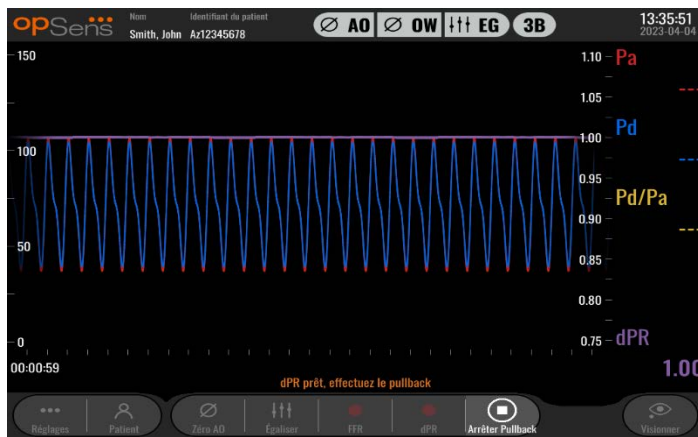 opSens
Nom
Identifiant du patient
Smith, John
Az12345678
Ø AO
Ø OW
EG
3B
13:35:51
2023-04-04
150
100
50
0
1.10
1.05
1.00
0.95
0.90
0.85
0.80
0.75
Pa
---
Pd
---
Pd/Pa
---
dPR
1.00
00:00:59
dPR prêt, effectuez le pullback
Réglages
Patient
Zéro AO
Égaliser
FFR
dPR
Arrêter Pullback
Visionner